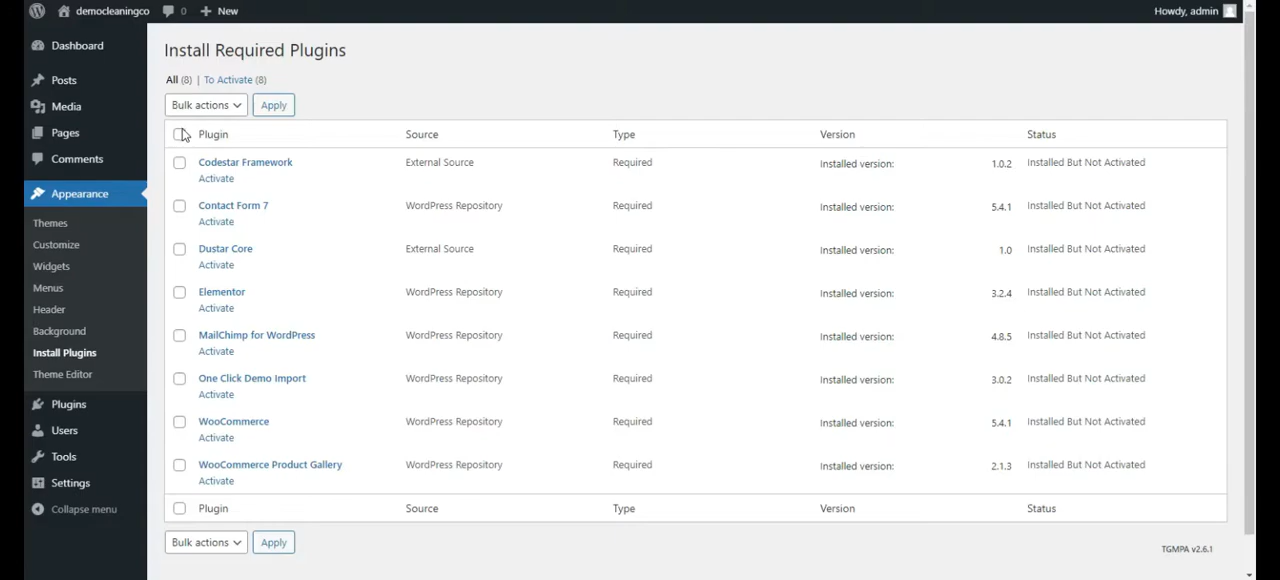 democleaningco 0 New Howdy, admin
Dashboard
Posts
Media
Pages
Comments
Appearance
Themes
Customize
Widgets
Menus
Header
Background
Install Plugins
Theme Editor
Plugins
Users
Tools
Settings
Collapse menu
Install Required Plugins
All (8) | To Activate (8)
Bulk actions Apply
Plugin Source Type Version Status
Codestar Framework External Source Required Installed version: 1.0.2 Installed But Not Activated
Activate
Contact Form 7 WordPress Repository Required Installed version: 5.4.1 Installed But Not Activated
Activate
Dustar Core External Source Required Installed version: 1.0 Installed But Not Activated
Activate
Elementor WordPress Repository Required Installed version: 3.2.4 Installed But Not Activated
Activate
MailChimp for WordPress WordPress Repository Required Installed version: 4.8.5 Installed But Not Activated
Activate
One Click Demo Import WordPress Repository Required Installed version: 3.0.2 Installed But Not Activated
Activate
WooCommerce WordPress Repository Required Installed version: 5.4.1 Installed But Not Activated
Activate
WooCommerce Product Gallery WordPress Repository Required Installed version: 2.1.3 Installed But Not Activated
Activate
Plugin Source Type Version Status
Bulk actions Apply
TGMPA v2.6.1